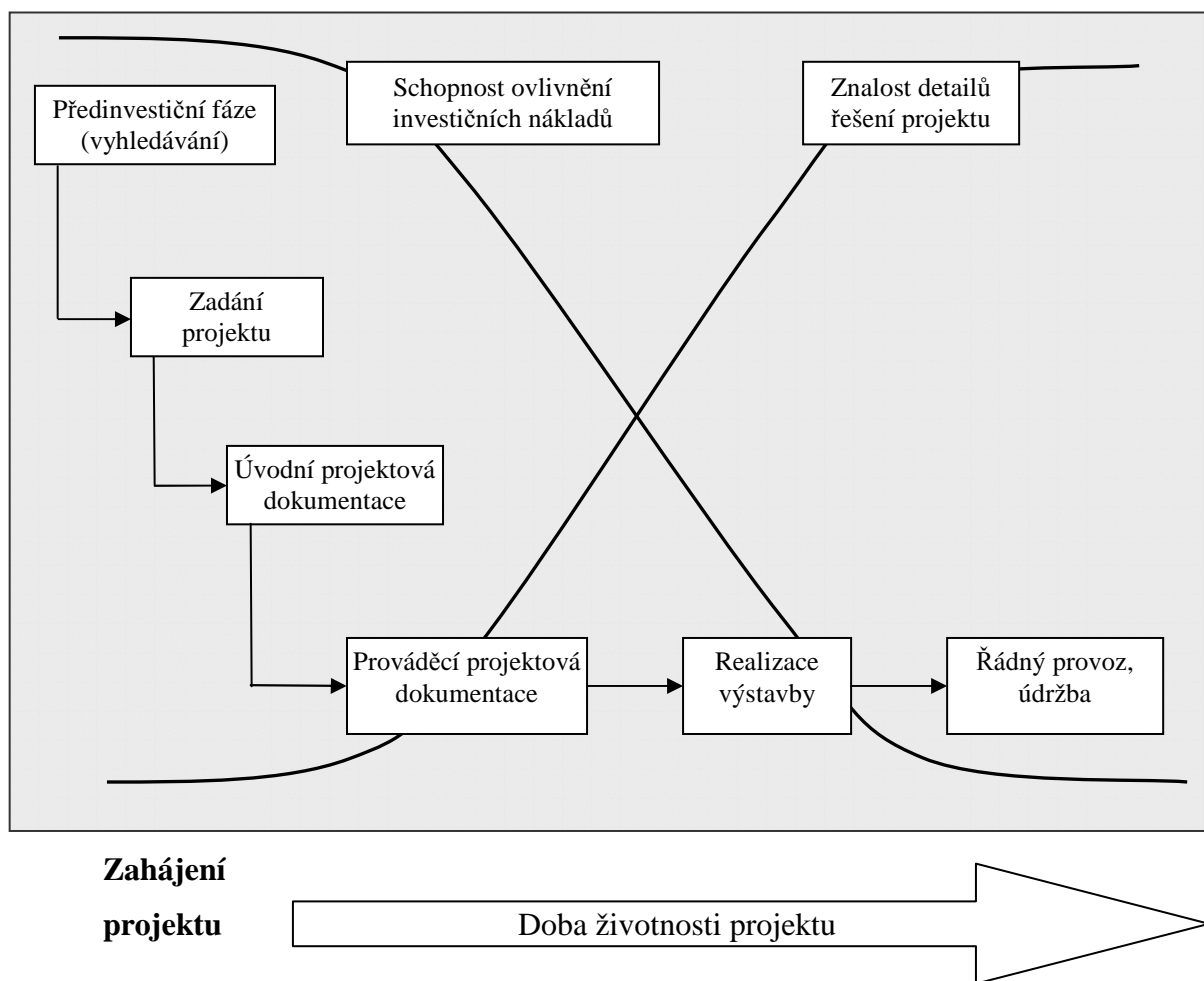 Předinvestiční fáze
(vyhledávání)
Schopnost ovlivnění
investičních nákladů
Znalost detailů
řešení projektu
Zadání
projektu
Úvodní projektová
dokumentace
Prováděcí projektová
dokumentace
Realizace
výstavby
Řádný provoz,
údržba
Zahájení
projektu
Doba životnosti projektu